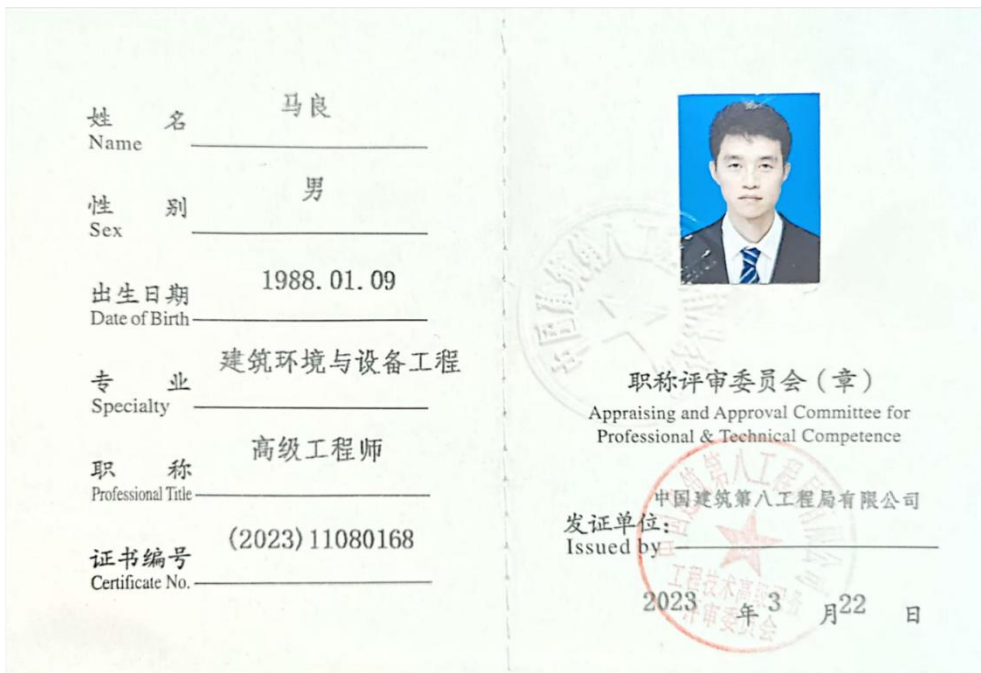 姓 名 马良
Name
性 别 男
Sex
出生日期 1988.01.09
Date of Birth
专 业 建筑环境与设备工程
Specialty
职 称 高级工程师
Professional Title
证书编号 (2023)11080168
Certificate No.
职称评审委员会(章)
Appraising and Approval Committee for
Professional & Technical Competence
中国建筑第八工程局有限公司
发证单位:
Issued by
2023 年 3 月 22 日